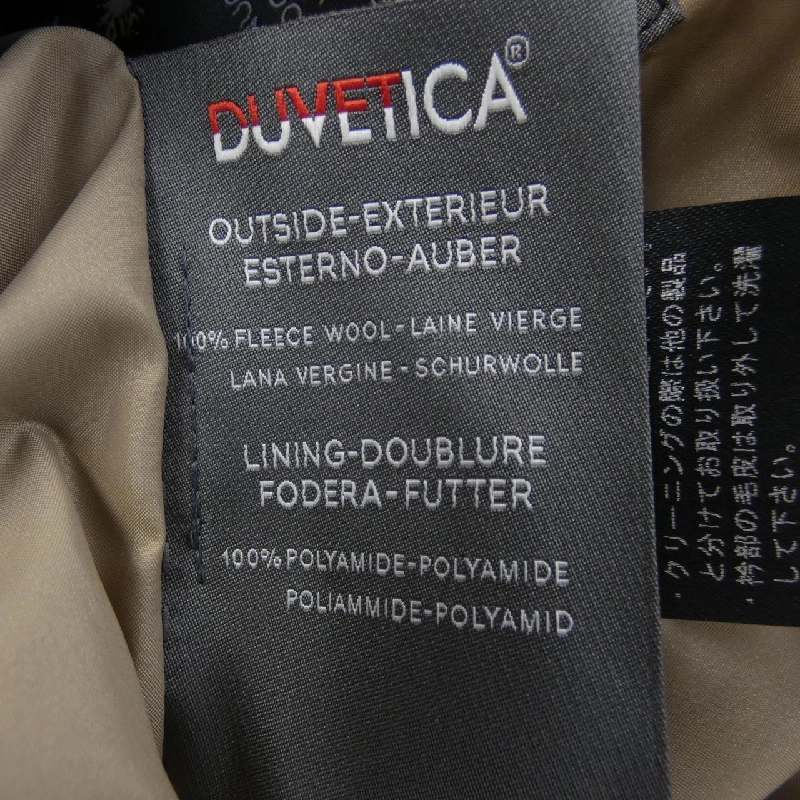 DUVETICA®
OUTSIDE-EXTERIEUR
ESTERNO-AUBER
100% FLEECE WOOL-LAINE VIERGE
LANA VERGINE-SCHURWOLLE
LINING-DOUBLURE
FODERA-FUTTER
100% POLYAMIDE-POLYAMIDE
POLIAMMIDE-POLYAMID
・クリーニングの際は他の製品
と分けてお取り扱い下さい。
・衿部の毛皮は取り外して洗濯
して下さい。